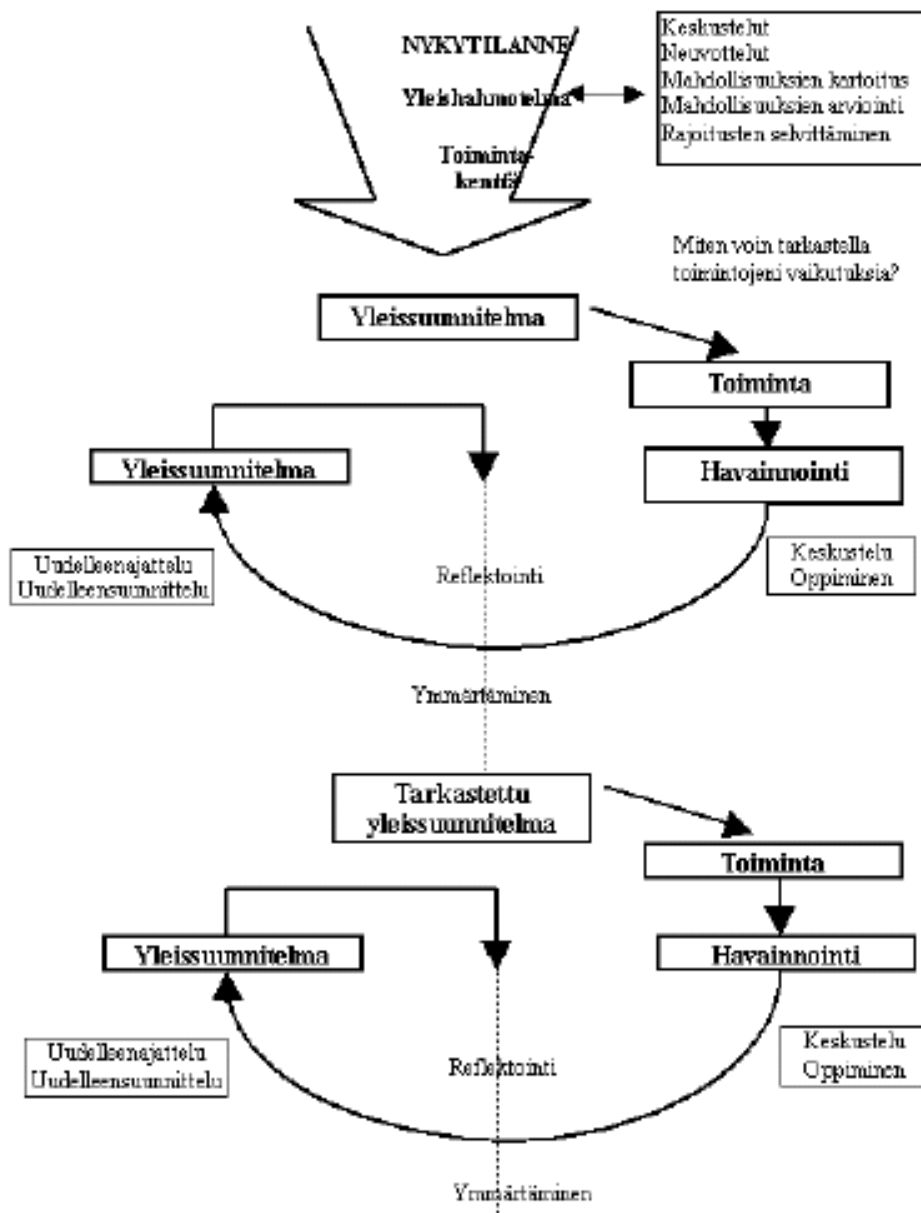 NYKYTILANNE
Yleishahmotelma
Toiminta-
kenttä
Keskustelut
Neuvottelut
Mahdollisuuksien kartoitus
Mahdollisuuksien arviointi
Rajoitusten selvittäminen
Miten voin tarkastella
toimintojeni vaikutuksia?
Yleissuunnitelma
Toiminta
Yleissuunnitelma
Havainnointi
Uudelleenajattelu
Uudelleensuunnittelu
Reflektointi
Keskustelu
Oppiminen
Ymmärtäminen
Tarkastettu
yleissuunnitelma
Toiminta
Yleissuunnitelma
Havainnointi
Uudelleenajattelu
Uudelleensuunnittelu
Reflektointi
Keskustelu
Oppiminen
Ymmärtäminen